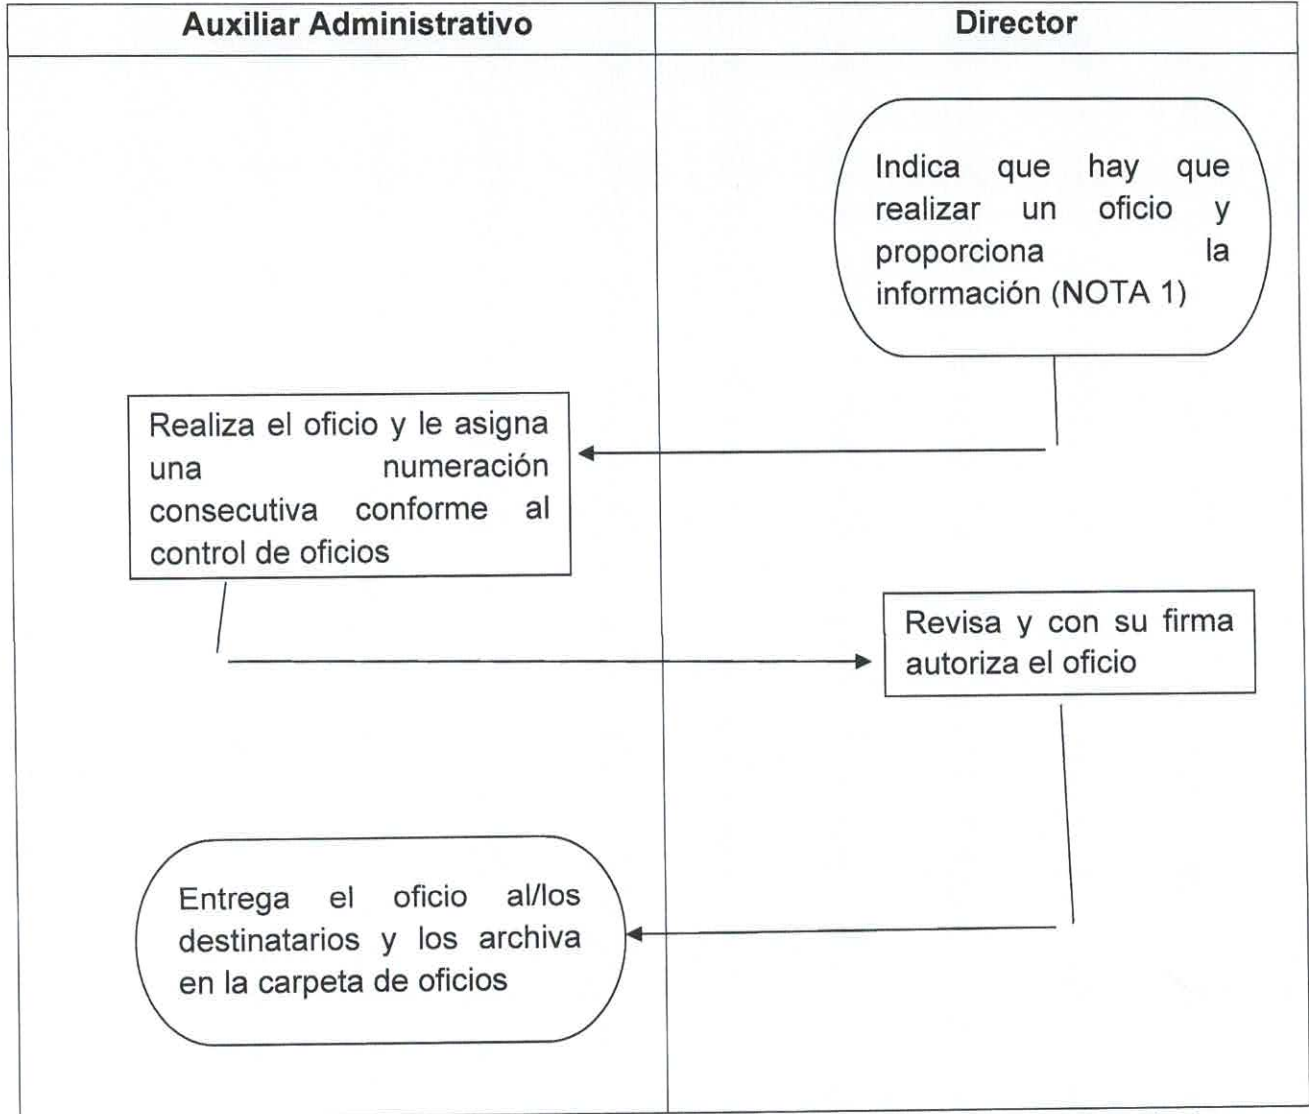 Auxiliar Administrativo
Director
Indica que hay que
realizar un oficio y
proporciona la
información (NOTA 1)
Realiza el oficio y le asigna
una numeración
consecutiva conforme al
control de oficios
Revisa y con su firma
autoriza el oficio
Entrega el oficio al/los
destinatarios y los archiva
en la carpeta de oficios